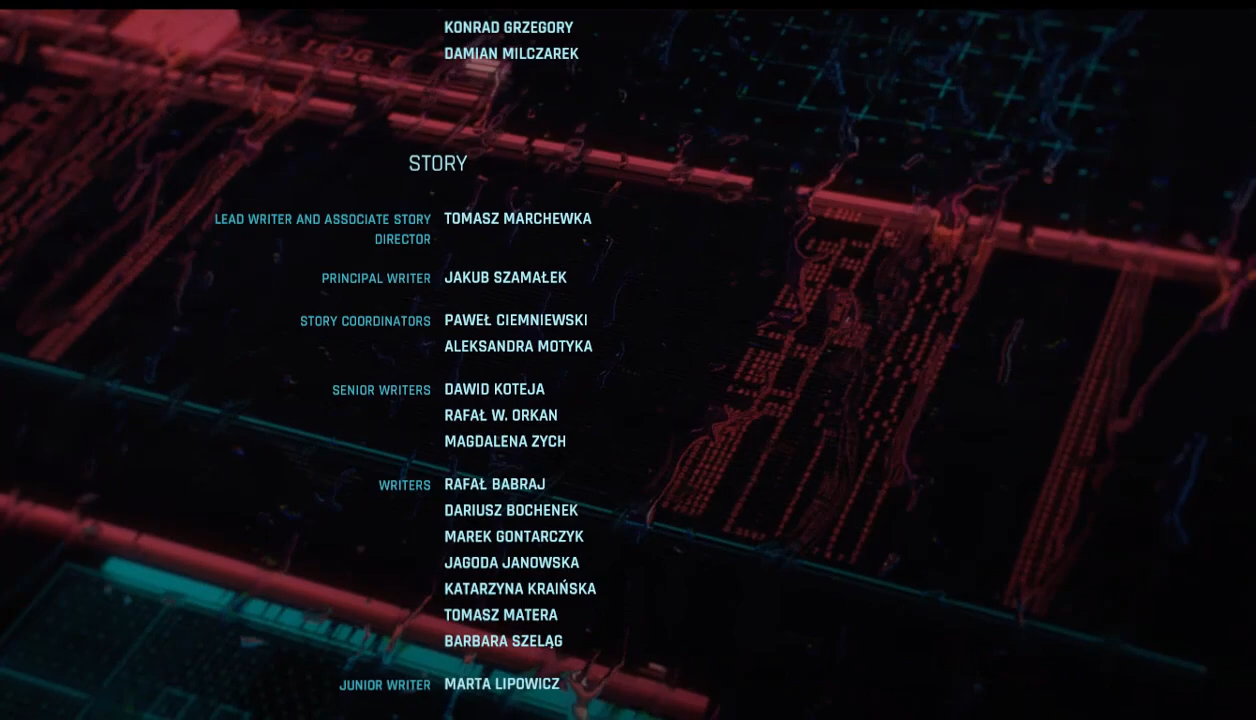 KONRAD GRZEGORY
DAMIAN MILCZAREK
STORY
LEAD WRITER AND ASSOCIATE STORY DIRECTOR TOMASZ MARCHEWKA
PRINCIPAL WRITER JAKUB SZAMAŁEK
STORY COORDINATORS PAWEŁ CIEMNIEWSKI
ALEKSANDRA MOTYKA
SENIOR WRITERS DAWID KOTEJA
RAFAŁ W. ORKAN
MAGDALENA ZYCH
WRITERS RAFAŁ BABRAJ
DARIUSZ BOCHENEK
MAREK GONTARCZYK
JAGODA JANOWSKA
KATARZYNA KRAIŃSKA
TOMASZ MATERA
BARBARA SZELĄG
JUNIOR WRITER MARTA LIPOWICZ